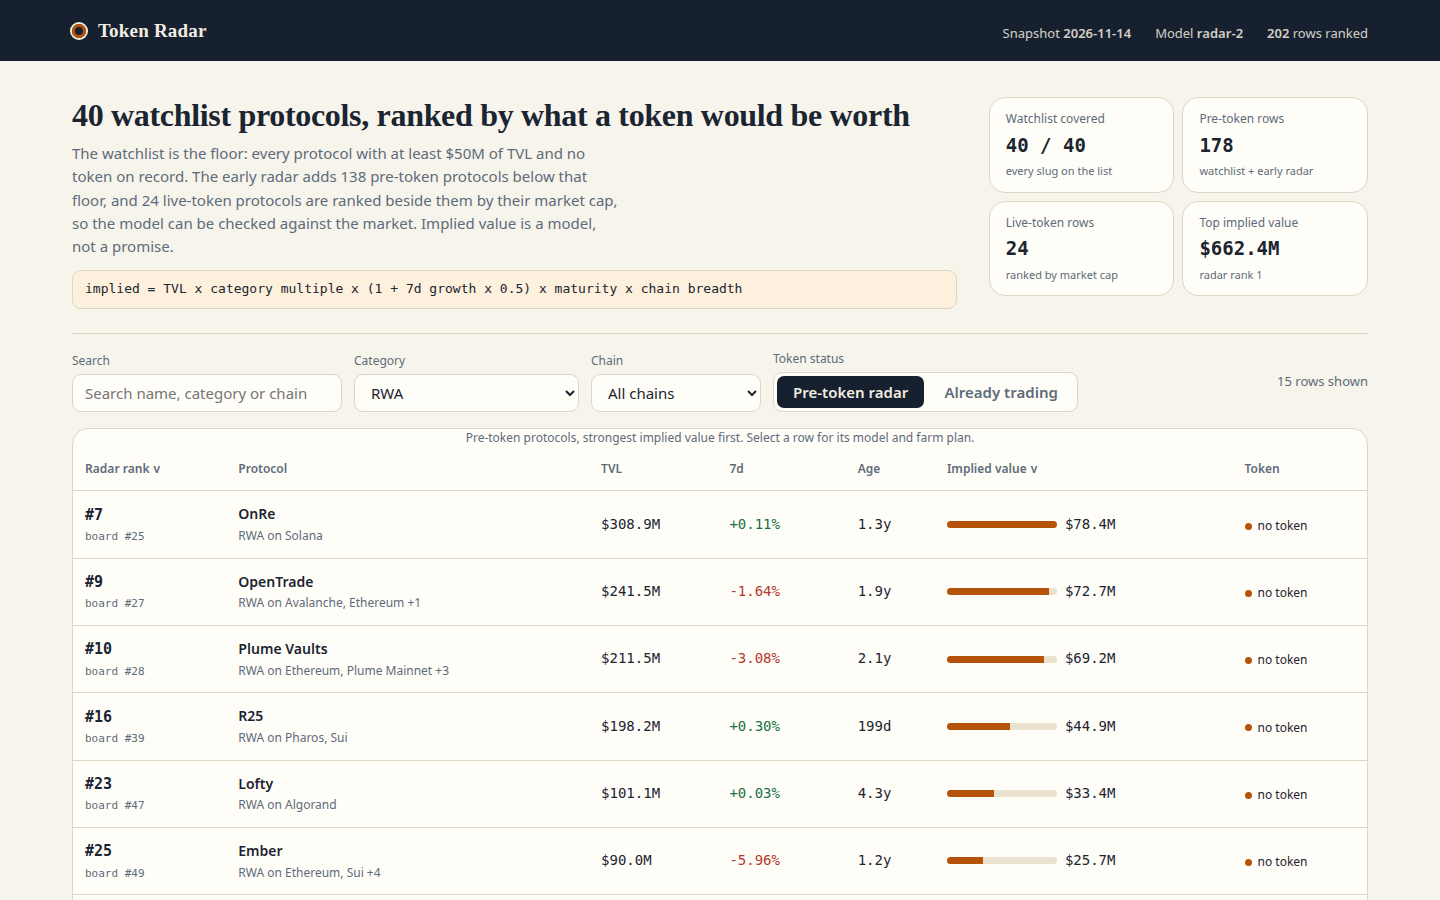 Token Radar
Snapshot 2026-11-14 Model radar-2 202 rows ranked
40 watchlist protocols, ranked by what a token would be worth
The watchlist is the floor: every protocol with at least $50M of TVL and no
token on record. The early radar adds 138 pre-token protocols below that
floor, and 24 live-token protocols are ranked beside them by their market cap,
so the model can be checked against the market. Implied value is a model,
not a promise.
implied = TVL x category multiple x (1 + 7d growth x 0.5) x maturity x chain breadth
Watchlist covered
40 / 40
every slug on the list
Pre-token rows
178
watchlist + early radar
Live-token rows
24
ranked by market cap
Top implied value
$662.4M
radar rank 1
Search
Search name, category or chain
Category
RWA
Chain
All chains
Token status
Pre-token radar Already trading
15 rows shown
Pre-token protocols, strongest implied value first. Select a row for its model and farm plan.
Radar rank v Protocol TVL 7d Age Implied value v Token
#7 OnRe $308.9M +0.11% 1.3y $78.4M no token
board #25 RWA on Solana
#9 OpenTrade $241.5M -1.64% 1.9y $72.7M no token
board #27 RWA on Avalanche, Ethereum +1
#10 Plume Vaults $211.5M -3.08% 2.1y $69.2M no token
board #28 RWA on Ethereum, Plume Mainnet +3
#16 R25 $198.2M +0.30% 199d $44.9M no token
board #39 RWA on Pharos, Sui
#23 Lofty $101.1M +0.03% 4.3y $33.4M no token
board #47 RWA on Algorand
#25 Ember $90.0M -5.96% 1.2y $25.7M no token
board #49 RWA on Ethereum, Sui +4